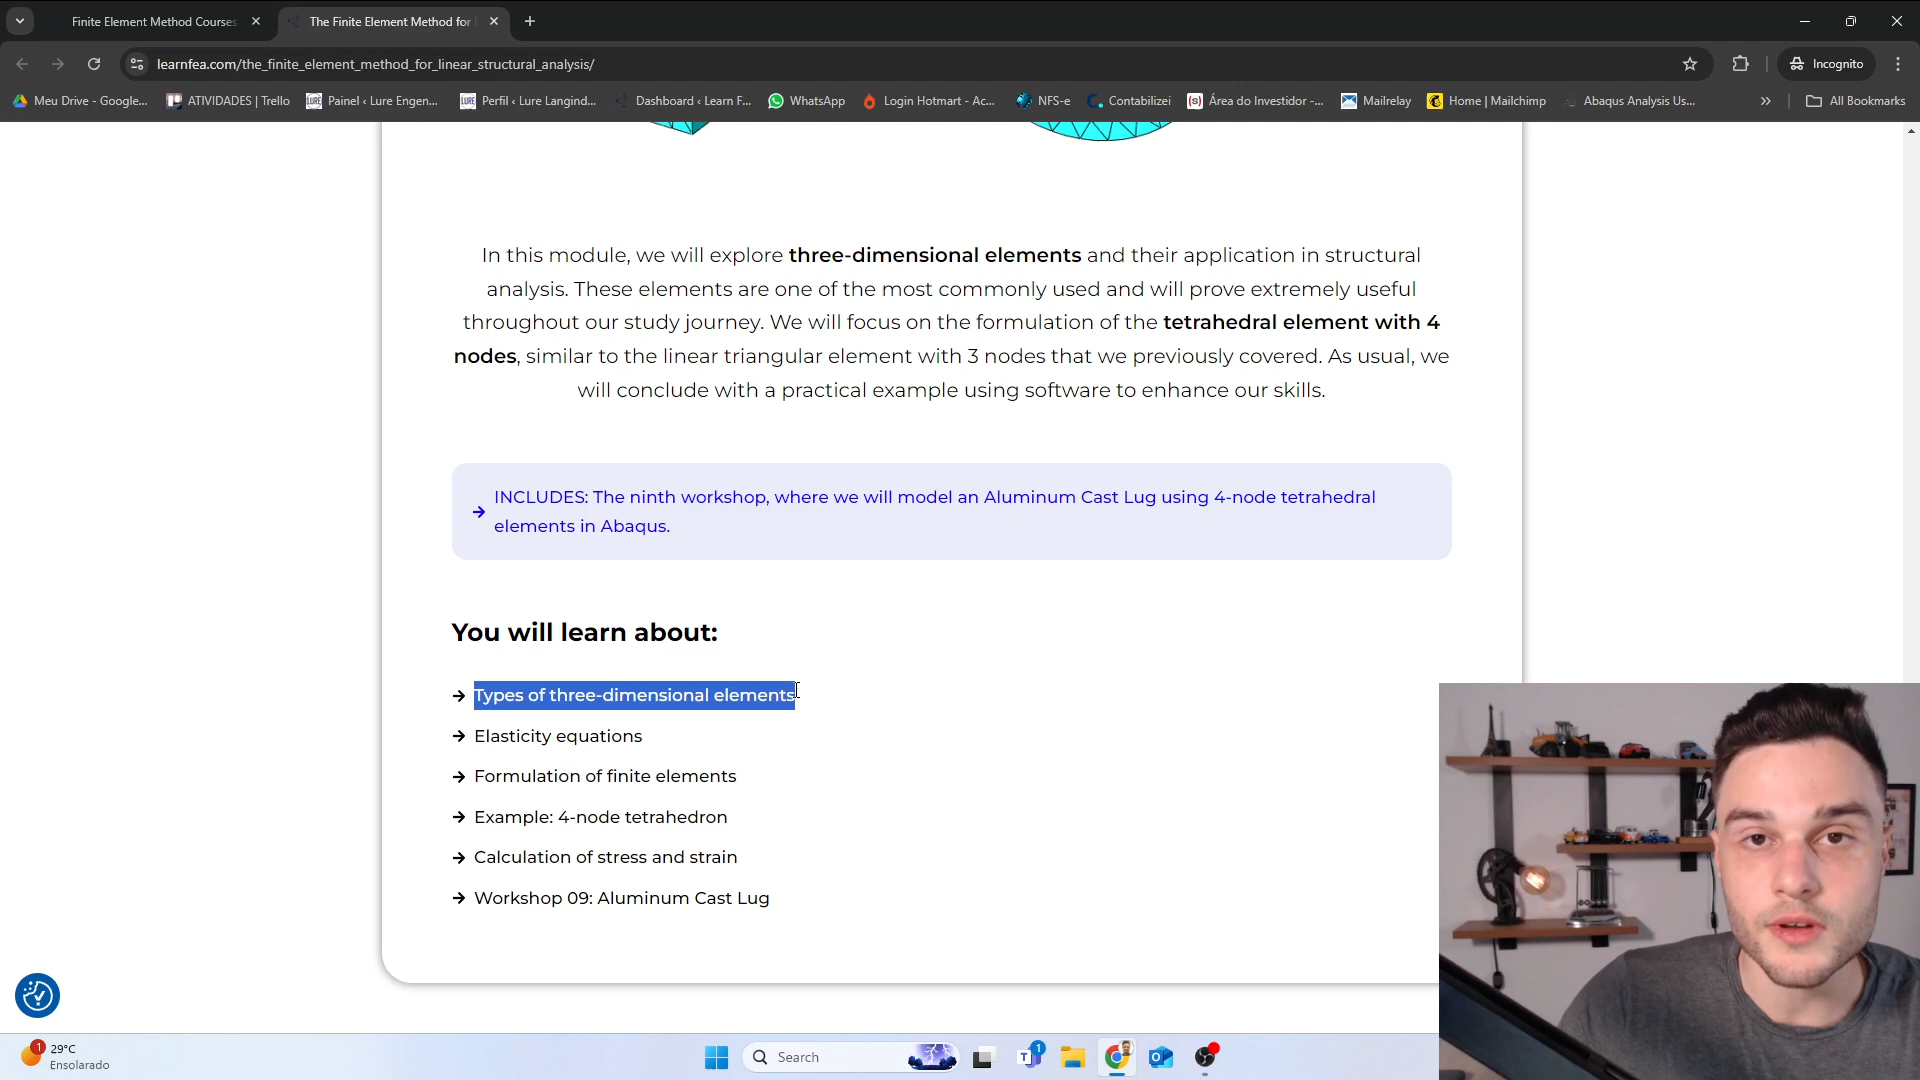 Finite Element Method Courses
The Finite Element Method for
learnfea.com/the_finite_element_method_for_linear_structural_analysis/
Incognito
Meu Drive - Google...
ATIVIDADES | Trello
Painel ‹ Lure Engen...
Perfil ‹ Lure Langind...
Dashboard ‹ Learn F...
WhatsApp
Login Hotmart - Ac...
NFS-e
Contabilizei
Área do Investidor -...
Mailrelay
Home | Mailchimp
Abaqus Analysis Us...
All Bookmarks
In this module, we will explore three-dimensional elements and their application in structural
analysis. These elements are one of the most commonly used and will prove extremely useful
throughout our study journey. We will focus on the formulation of the tetrahedral element with 4
nodes, similar to the linear triangular element with 3 nodes that we previously covered. As usual, we
will conclude with a practical example using software to enhance our skills.
INCLUDES: The ninth workshop, where we will model an Aluminum Cast Lug using 4-node tetrahedral
elements in Abaqus.
You will learn about:
Types of three-dimensional elements
Elasticity equations
Formulation of finite elements
Example: 4-node tetrahedron
Calculation of stress and strain
Workshop 09: Aluminum Cast Lug
1
29°C
Ensolarado
Search
1